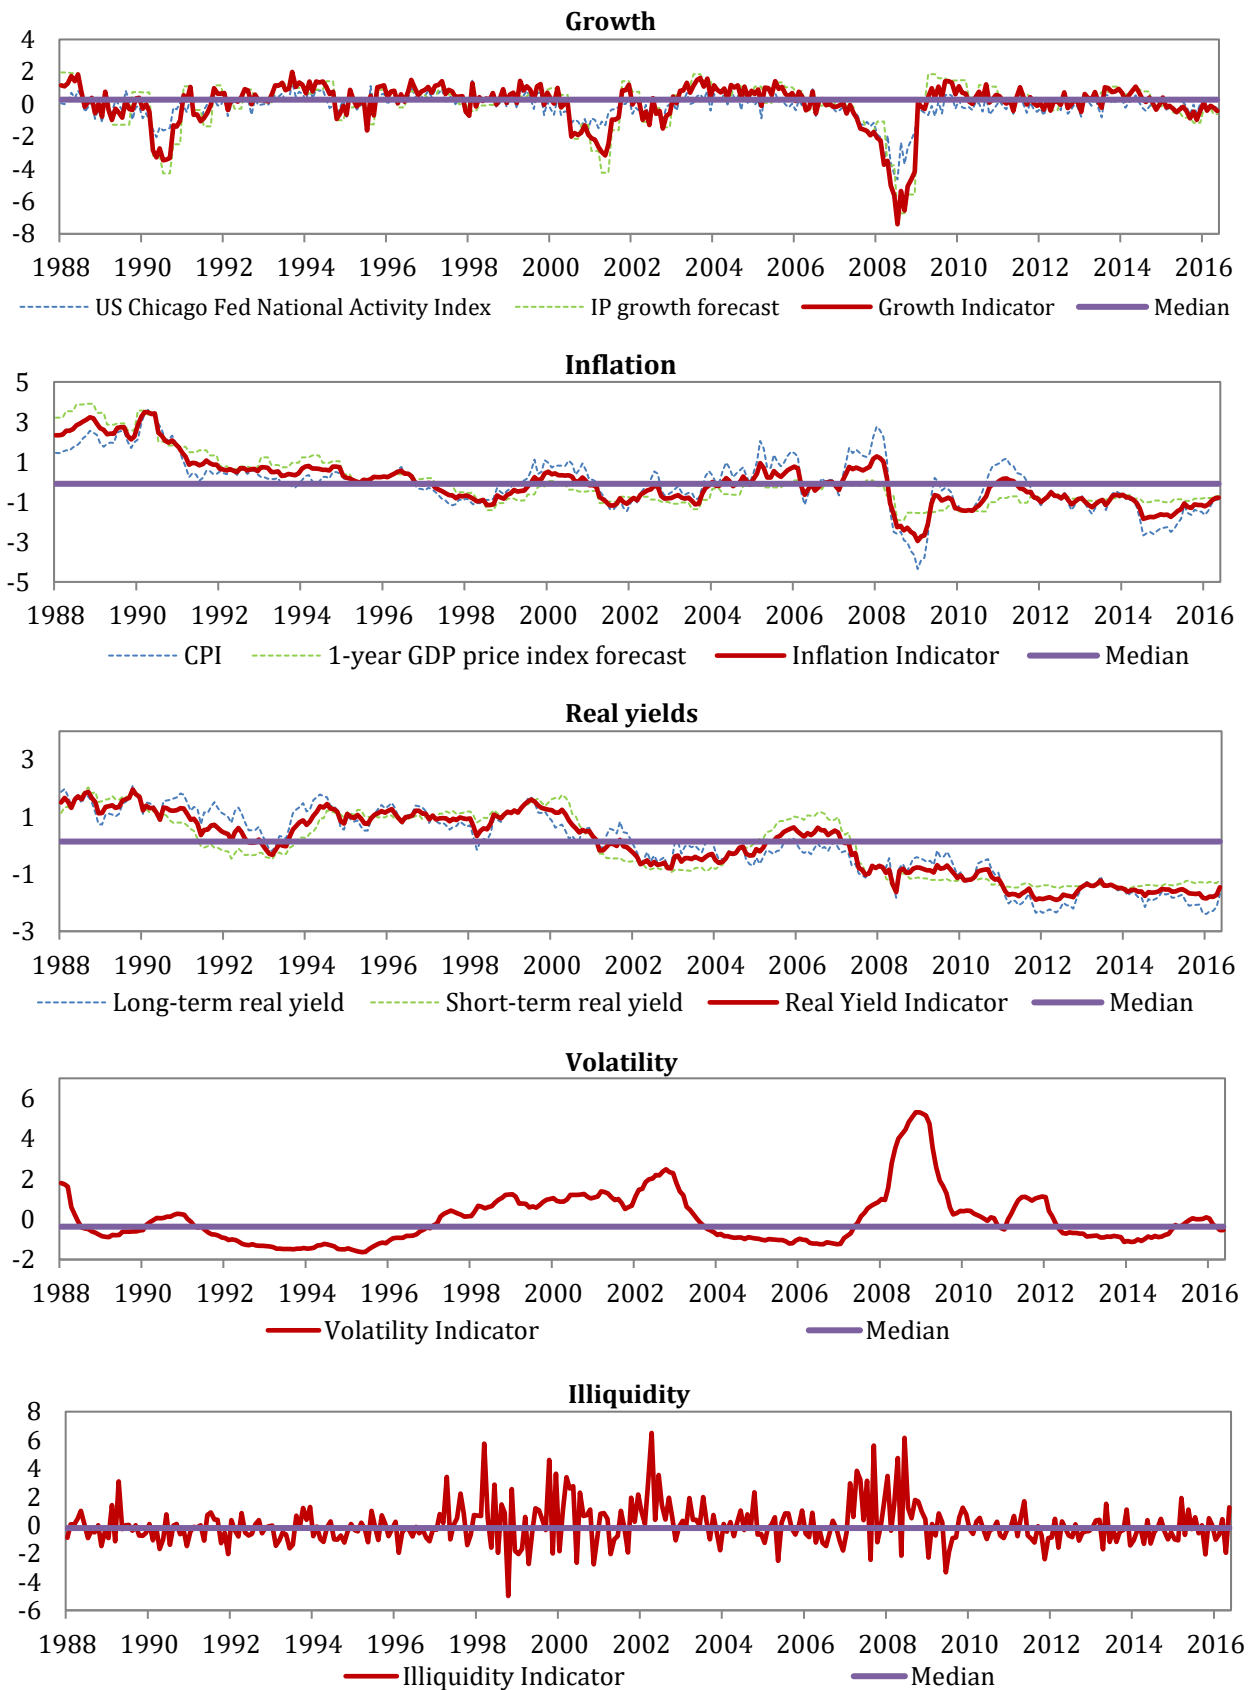 Growth
4
2
0
-2
-4
-6
-8
1988 1990 1992 1994 1996 1998 2000 2002 2004 2006 2008 2010 2012 2014 2016
US Chicago Fed National Activity Index IP growth forecast Growth Indicator Median
Inflation
5
3
1
-1
-3
-5
1988 1990 1992 1994 1996 1998 2000 2002 2004 2006 2008 2010 2012 2014 2016
CPI 1-year GDP price index forecast Inflation Indicator Median
Real yields
3
1
-1
-3
1988 1990 1992 1994 1996 1998 2000 2002 2004 2006 2008 2010 2012 2014 2016
Long-term real yield Short-term real yield Real Yield Indicator Median
Volatility
6
4
2
0
-2
1988 1990 1992 1994 1996 1998 2000 2002 2004 2006 2008 2010 2012 2014 2016
Volatility Indicator Median
Illiquidity
8
6
4
2
0
-2
-4
-6
1988 1990 1992 1994 1996 1998 2000 2002 2004 2006 2008 2010 2012 2014 2016
Illiquidity Indicator Median